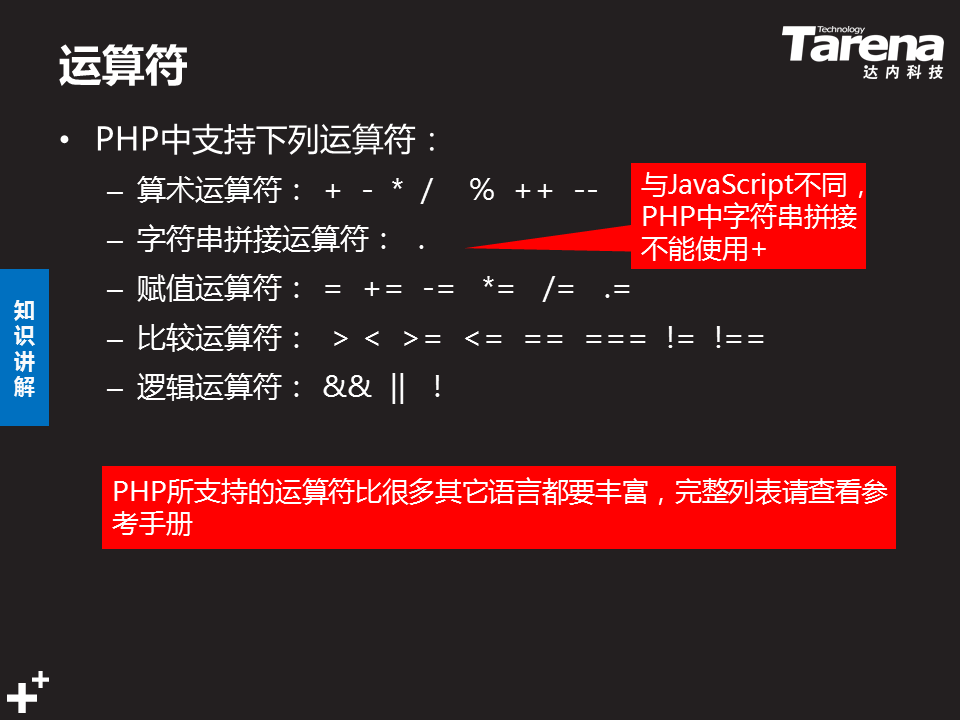 运算符
Technology
Tarena
达内科技
• PHP中支持下列运算符：
– 算术运算符： + - * / % ++ --
与JavaScript不同，
PHP中字符串拼接
不能使用+
– 字符串拼接运算符： .
– 赋值运算符： = += -= *= /= .=
– 比较运算符： > < >= <= == === != !==
– 逻辑运算符： && || !
知
识
讲
解
PHP所支持的运算符比很多其它语言都要丰富，完整列表请查看参
考手册